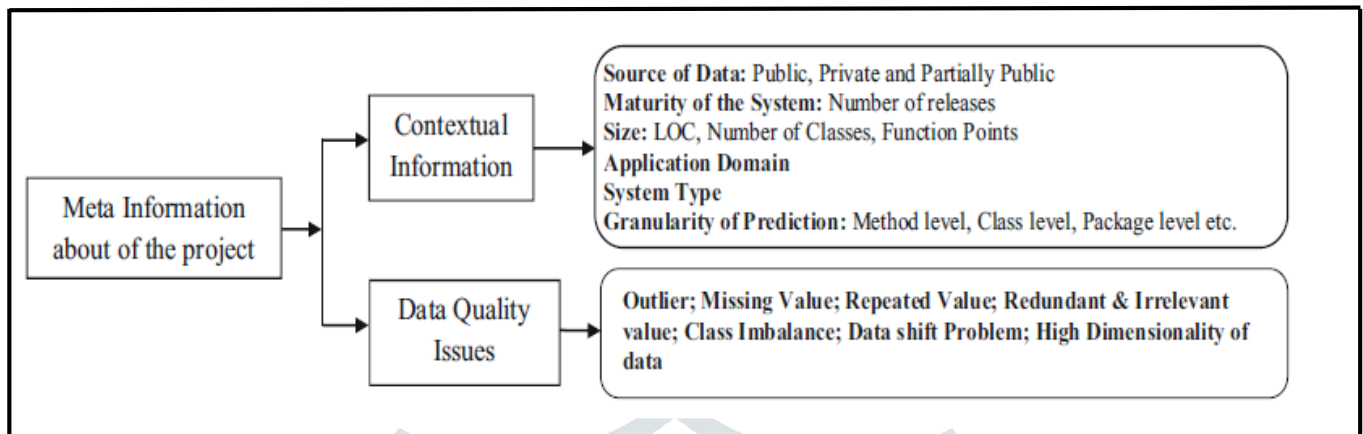 Meta Information
about of the project
Contextual
Information
Source of Data: Public, Private and Partially Public
Maturity of the System: Number of releases
Size: LOC, Number of Classes, Function Points
Application Domain
System Type
Granularity of Prediction: Method level, Class level, Package level etc.
Data Quality
Issues
Outlier; Missing Value; Repeated Value; Redundant & Irrelevant
value; Class Imbalance; Data shift Problem; High Dimensionality of
data